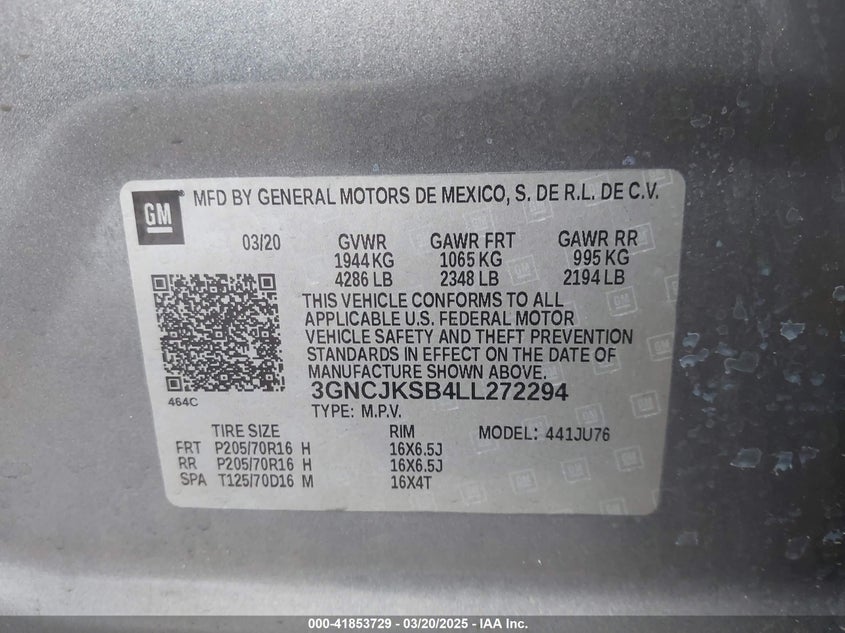 GM
MFD BY GENERAL MOTORS DE MEXICO, S. DE R.L. DE C.V.
03/20 GVWR GAWR FRT GAWR RR
1944 KG 1065 KG 995 KG
4286 LB 2348 LB 2194 LB
THIS VEHICLE CONFORMS TO ALL
APPLICABLE U.S. FEDERAL MOTOR
VEHICLE SAFETY AND THEFT PREVENTION
STANDARDS IN EFFECT ON THE DATE OF
MANUFACTURE SHOWN ABOVE.
464C
3GNCJKSB4LL272294
TYPE: M.P.V.
TIRE SIZE RIM MODEL: 441JU76
FRT P205/70R16 H 16X6.5J
RR P205/70R16 H 16X6.5J
SPA T125/70D16 M 16X4T
000-41853729 - 03/20/2025 - IAA Inc.